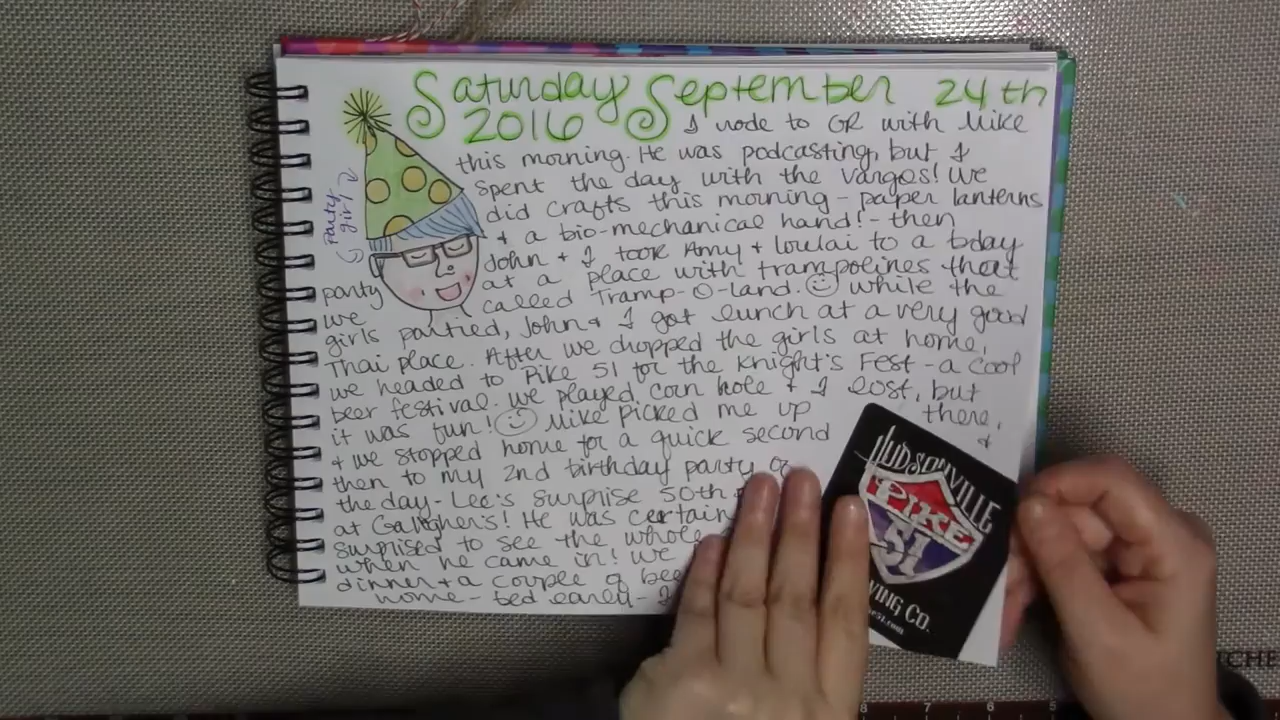 Saturday September 24th
2016 I rode to GR with Mike
this morning. He was podcasting, but I
spent the day with the Vargos! We
did crafts this morning - paper lanterns
+ a bio-mechanical hand! - then
John + I took Amy + Loulai to a bday
party at a place with trampolines that
we called Tramp-O-land. ☺ While the
girls partied, John + I got lunch at a very good
Thai place. After we dropped the girls at home,
we headed to Pike 51 for the Knight's Fest - a cool
beer festival. We played corn hole + I lost, but
it was fun! ☺ Mike picked me up there,
+ we stopped home for a quick second &
then to my 2nd birthday party of
the day - Lee's surprise 50th
at Gallagher's! He was certain
surprised to see the whole
when he came in! We
dinner + a couple of bee
home - bed early - I
(party girl)
HUDSONVILLE
PIKE
51
WING CO.